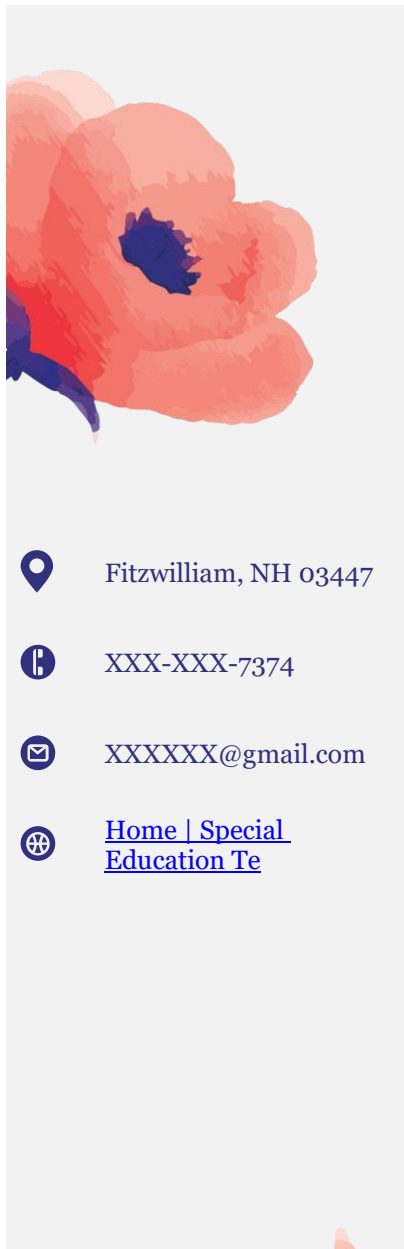 Fitzwilliam, NH 03447
XXX-XXX-7374
XXXXXX@gmail.com
Home | Special
Education Te